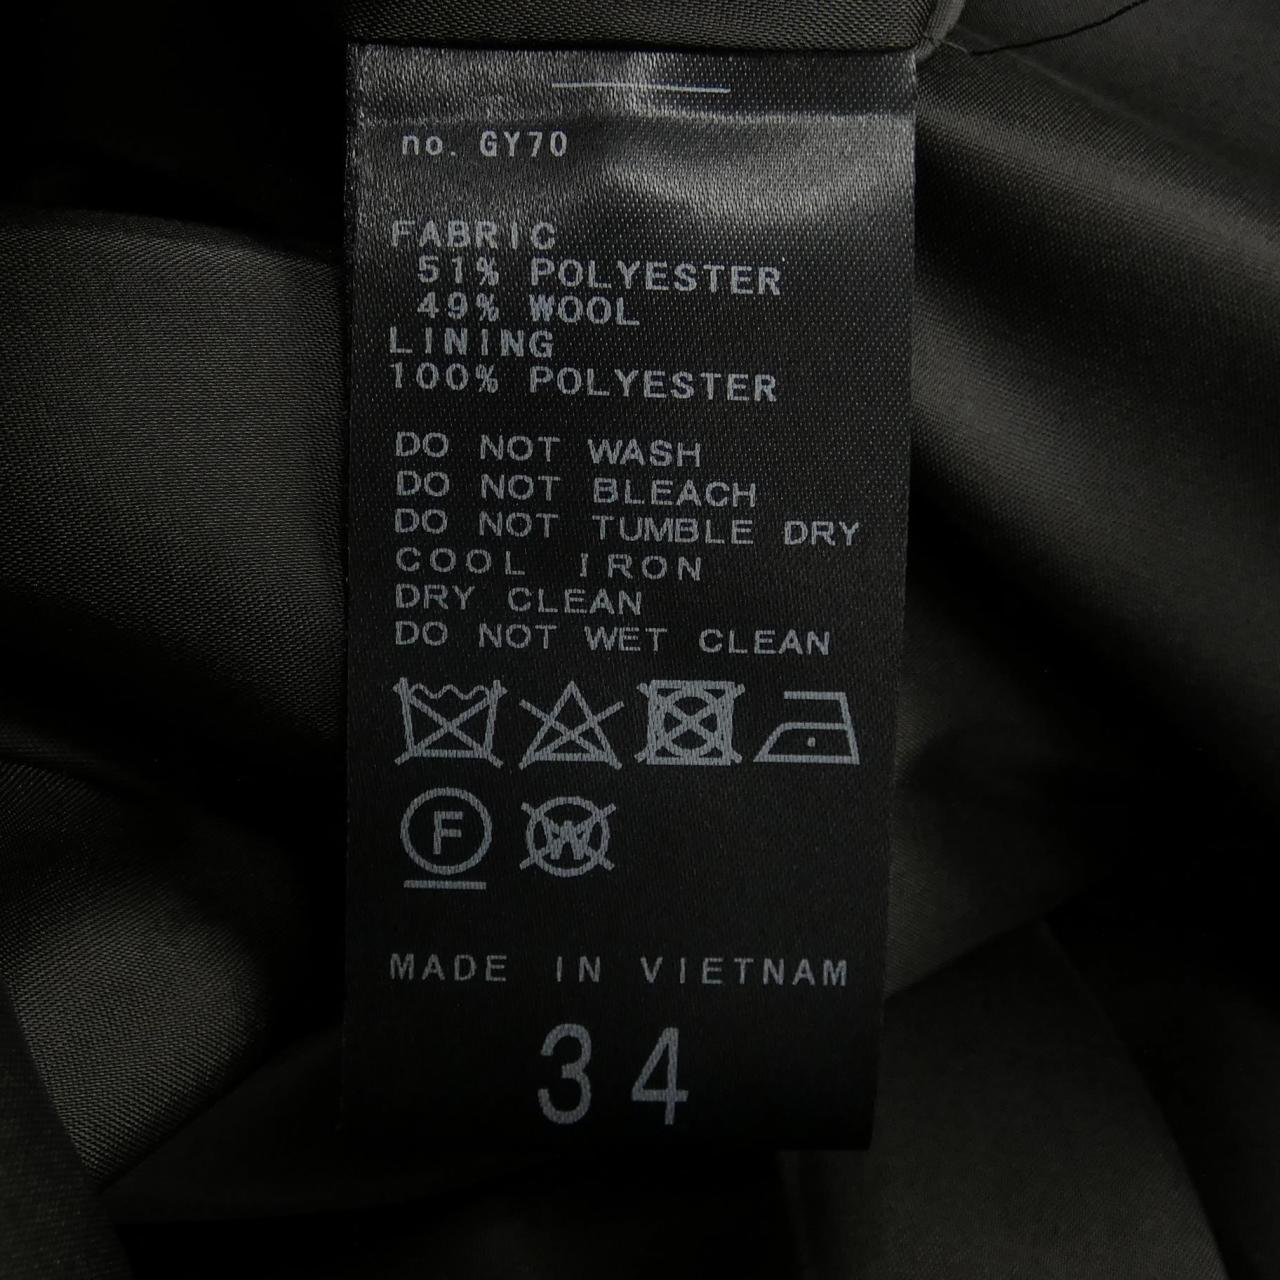 no. GY70
FABRIC
51% POLYESTER
49% WOOL
LINING
100% POLYESTER
DO NOT WASH
DO NOT BLEACH
DO NOT TUMBLE DRY
COOL IRON
DRY CLEAN
DO NOT WET CLEAN
F W
MADE IN VIETNAM
34